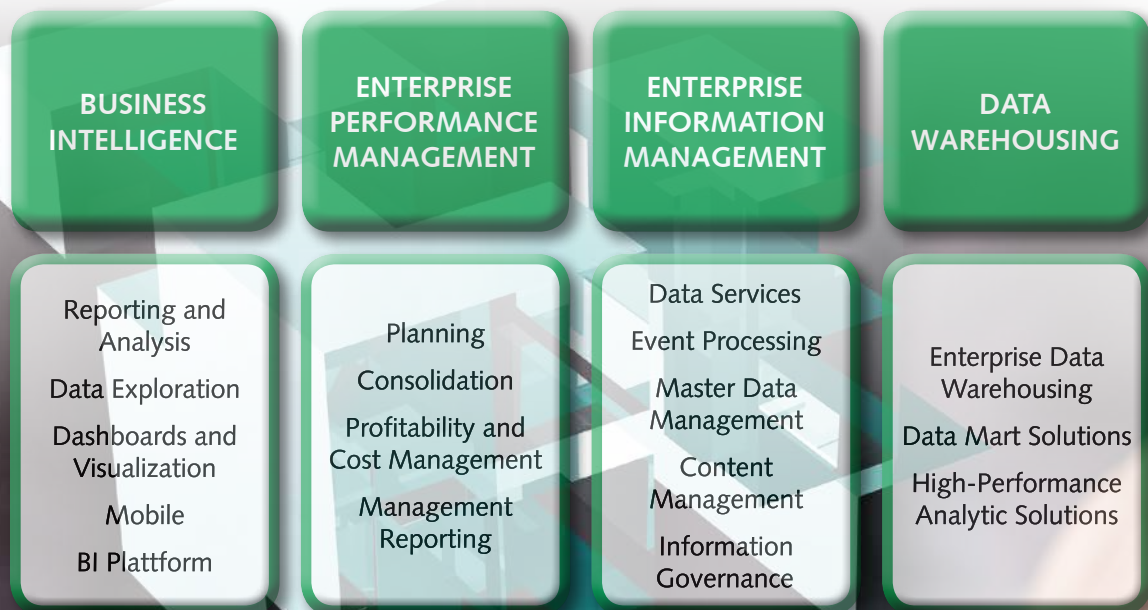 BUSINESS
INTELLIGENCE
ENTERPRISE
PERFORMANCE
MANAGEMENT
ENTERPRISE
INFORMATION
MANAGEMENT
DATA
WAREHOUSING
Reporting and
Analysis
Data Exploration
Dashboards and
Visualization
Mobile
BI Plattform
Planning
Consolidation
Profitability and
Cost Management
Management
Reporting
Data Services
Event Processing
Master Data
Management
Content
Management
Information
Governance
Enterprise Data
Warehousing
Data Mart Solutions
High-Performance
Analytic Solutions